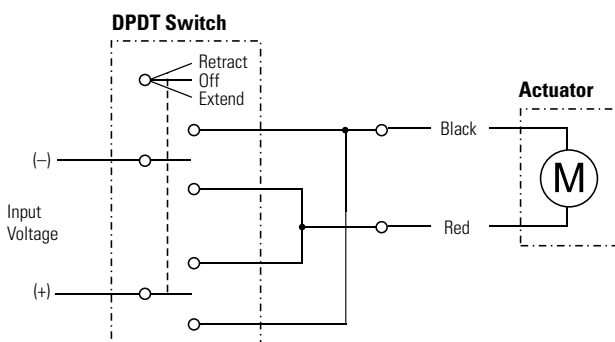 DPDT Switch
Retract
Off
Extend
Actuator
(–)
Black
M
Input
Voltage
Red
(+)